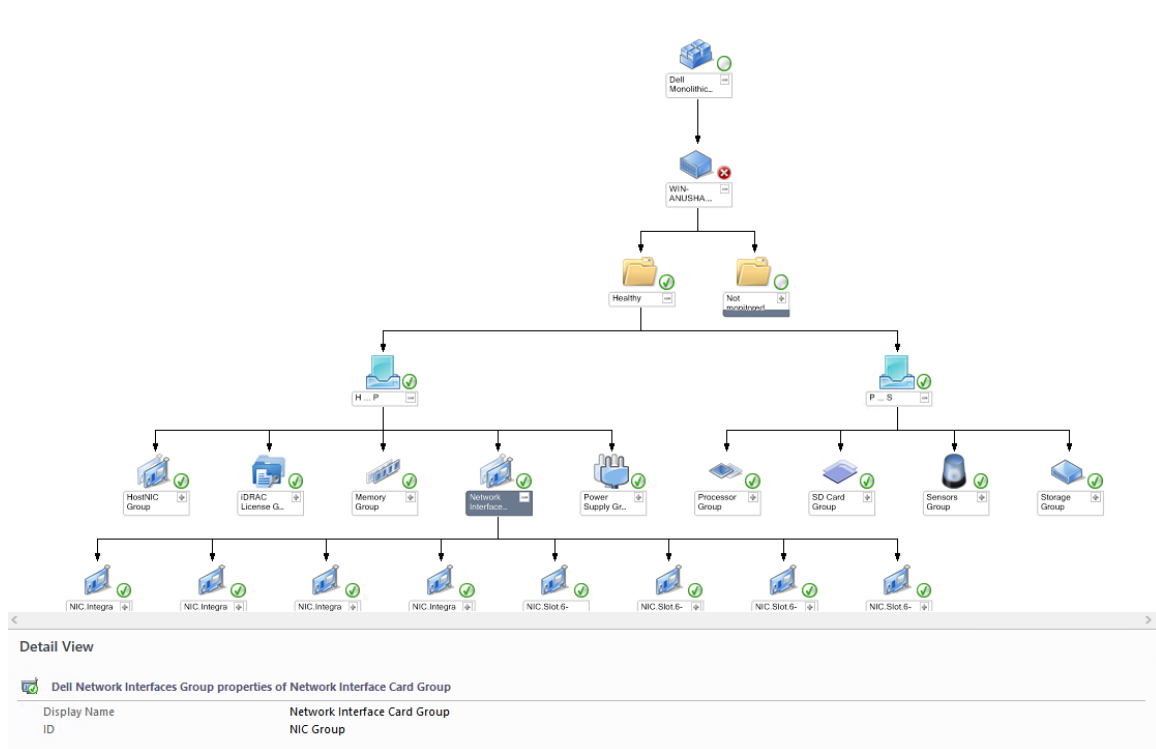 Dell
Monolithic...
WIN-
ANUSHA...
Healthy
Not
monitored
H ... P
P ... S
HostNIC
Group
iDRAC
License G...
Memory
Group
Network
Interface...
Power
Supply Gr...
Processor
Group
SD Card
Group
Sensors
Group
Storage
Group
NIC.Integra
NIC.Integra
NIC.Integra
NIC.Integra
NIC.Slot.6-
NIC.Slot.6-
NIC.Slot.6-
NIC.Slot.6-
Detail View
Dell Network Interfaces Group properties of Network Interface Card Group
Display Name Network Interface Card Group
ID NIC Group